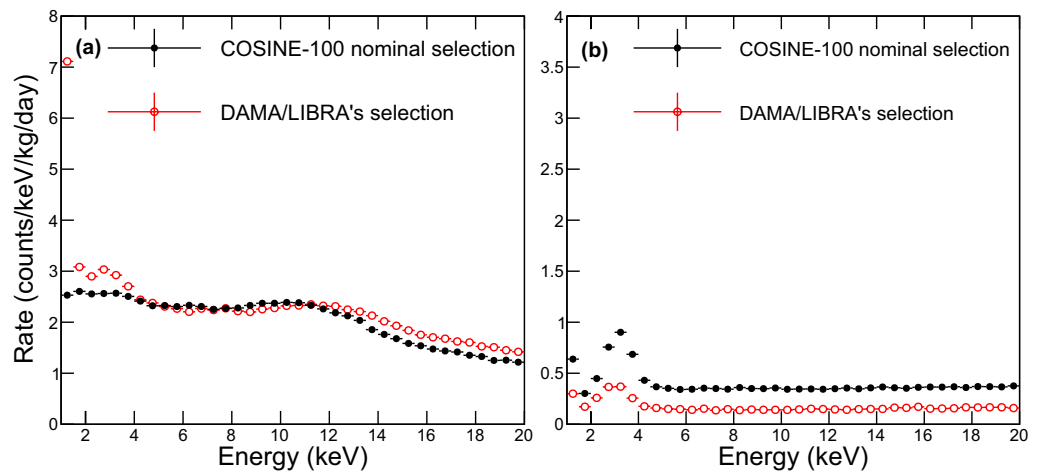 (a)
COSINE-100 nominal selection
DAMA/LIBRA's selection
Rate (counts/keV/kg/day)
8
7
6
5
4
3
2
1
0
2 4 6 8 10 12 14 16 18 20
Energy (keV)
(b)
COSINE-100 nominal selection
DAMA/LIBRA's selection
4
3.5
3
2.5
2
1.5
1
0.5
0
2 4 6 8 10 12 14 16 18 20
Energy (keV)